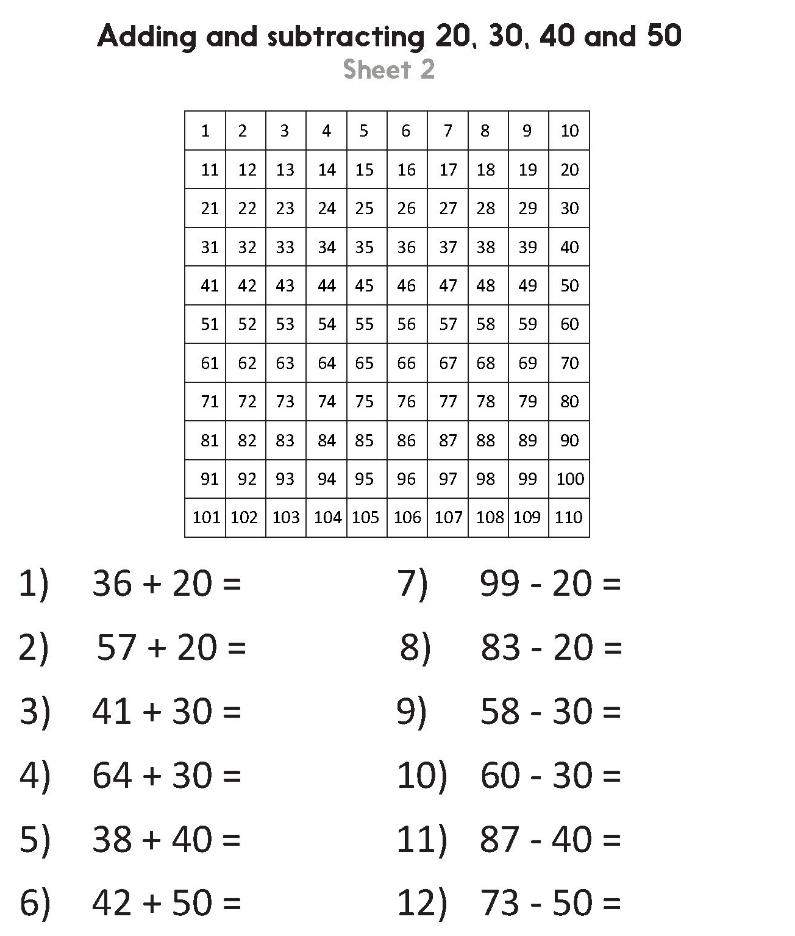 Adding and subtracting 20, 30, 40 and 50
Sheet 2
1 2 3 4 5 6 7 8 9 10
11 12 13 14 15 16 17 18 19 20
21 22 23 24 25 26 27 28 29 30
31 32 33 34 35 36 37 38 39 40
41 42 43 44 45 46 47 48 49 50
51 52 53 54 55 56 57 58 59 60
61 62 63 64 65 66 67 68 69 70
71 72 73 74 75 76 77 78 79 80
81 82 83 84 85 86 87 88 89 90
91 92 93 94 95 96 97 98 99 100
101 102 103 104 105 106 107 108 109 110
1) 36 + 20 =
2) 57 + 20 =
3) 41 + 30 =
4) 64 + 30 =
5) 38 + 40 =
6) 42 + 50 =
7) 99 - 20 =
8) 83 - 20 =
9) 58 - 30 =
10) 60 - 30 =
11) 87 - 40 =
12) 73 - 50 =